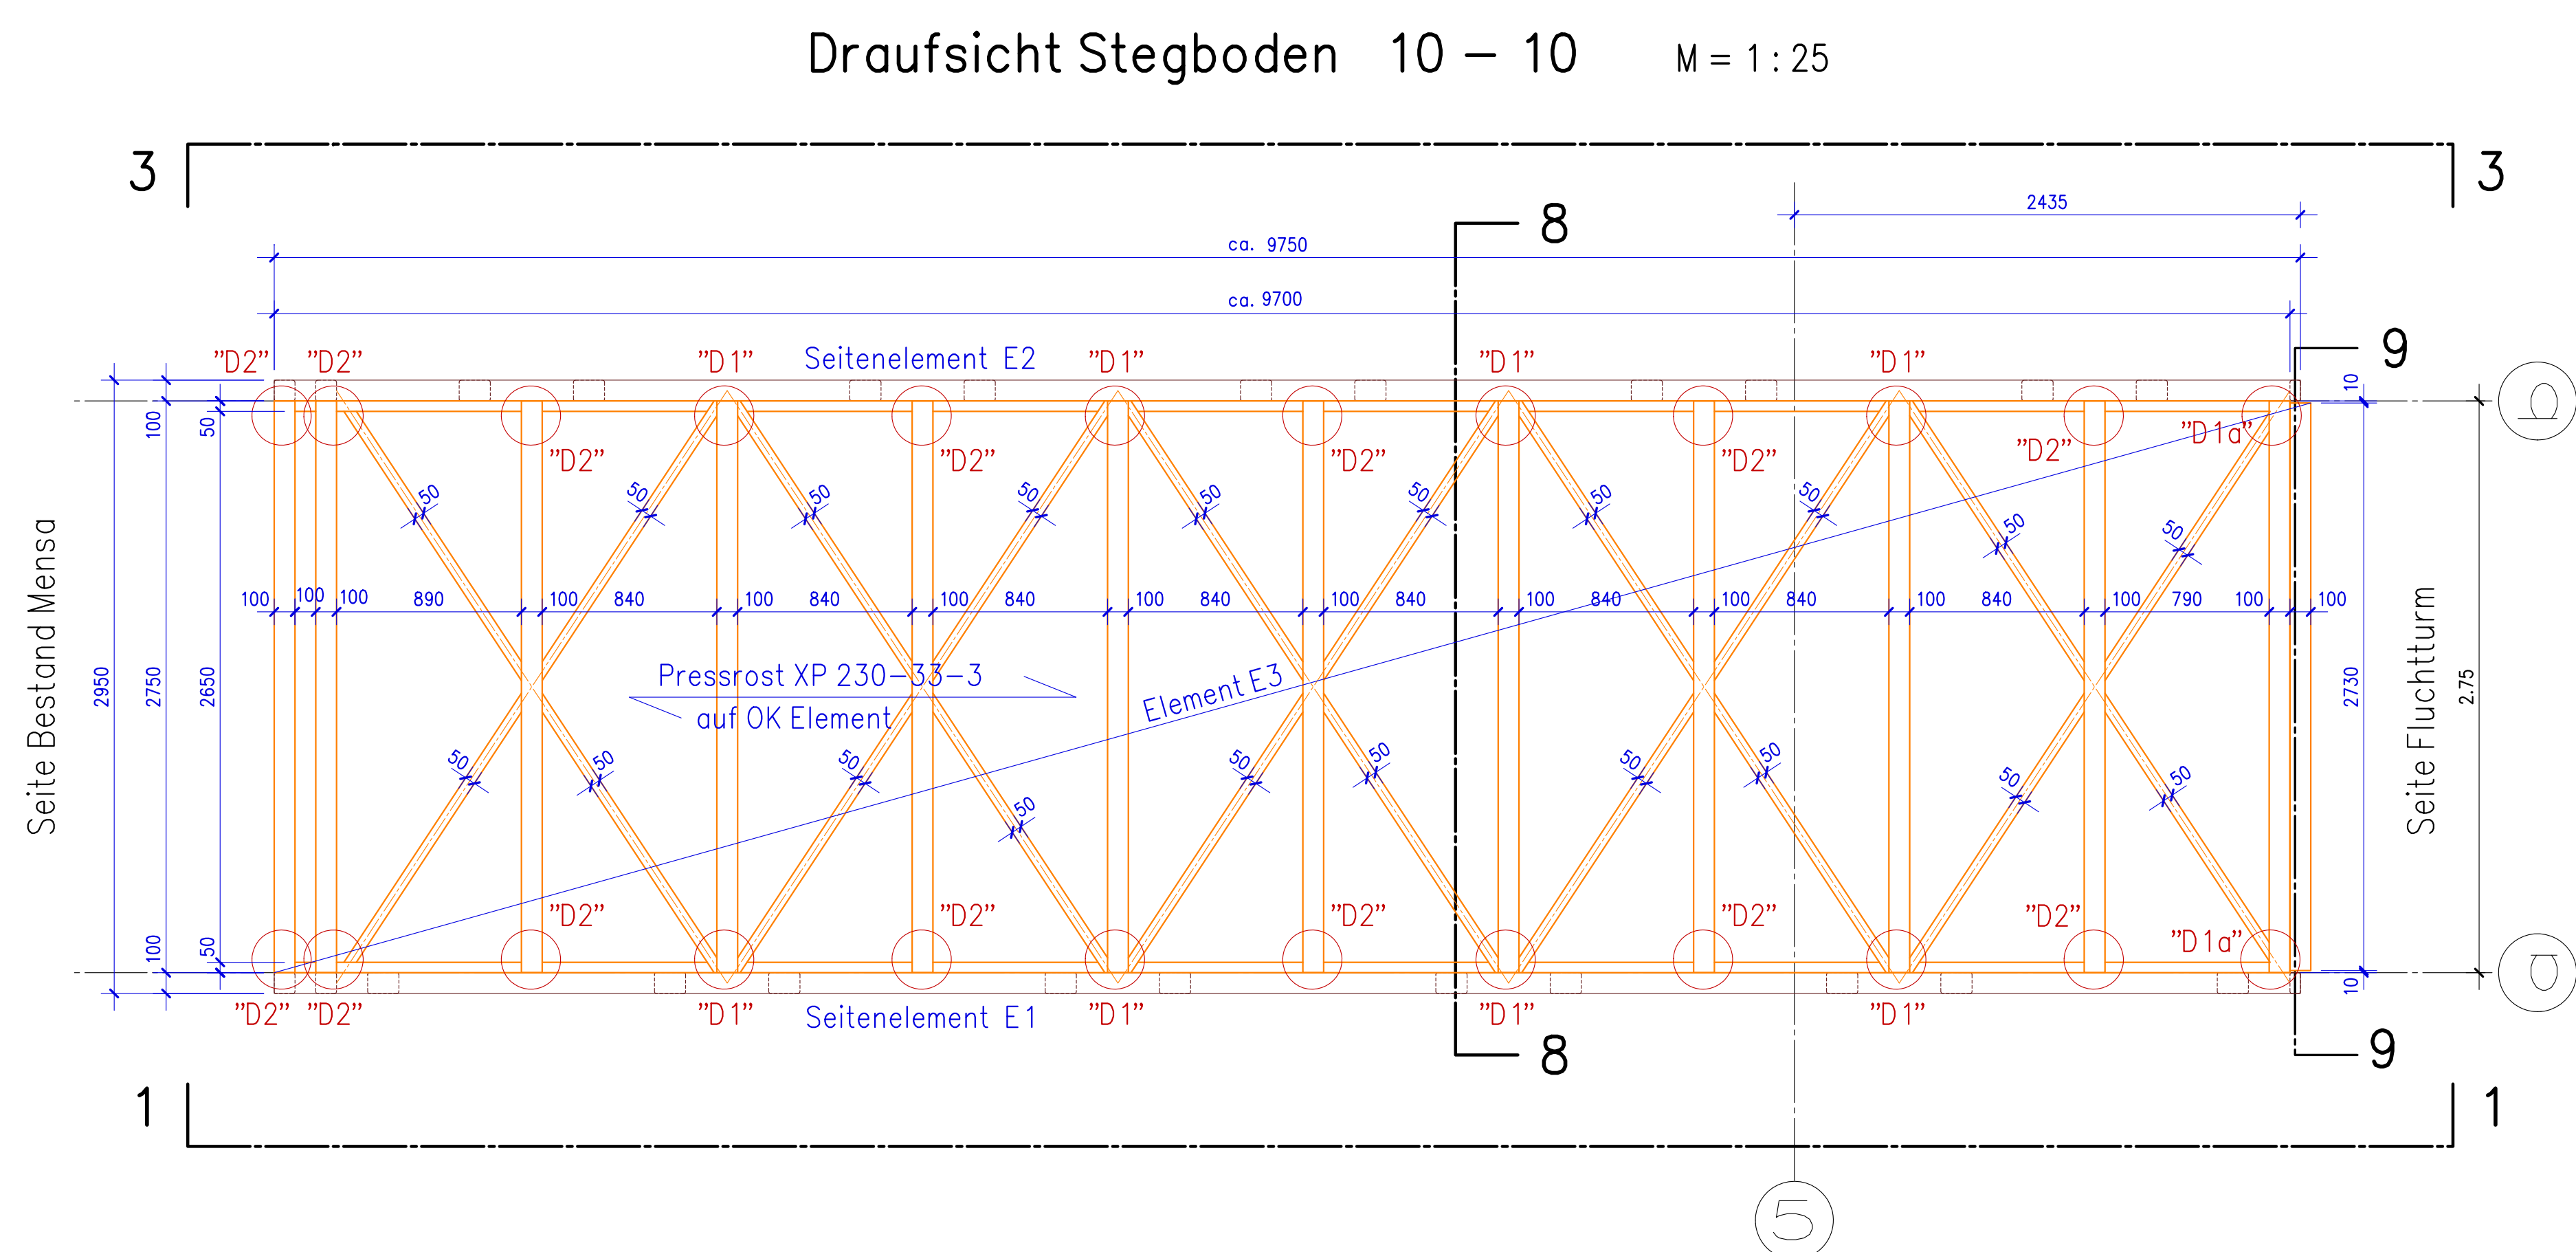 Draufsicht Stegboden 10 – 10 M = 1 : 25
3 3
8
2435
ca. 9750
ca. 9700
9
"D2" "D2" "D1" Seitenelement E2 "D1" "D1" "D1"
10
100 50 "D1a"
"D2" "D2" "D2" "D2" "D2"
50 50 50 50 50 50 50 50 50 50
100 100 100 890 100 840 100 840 100 840 100 840 100 840 100 840 100 840 100 840 100 840 100 790 100 100
Seite Bestand Mensa
2950 2750 2650
Pressrost XP 230–33–3
auf OK Element
Element E3
2730
Seite Fluchtturm
2.75
50 50 50 50 50 50 50 50 50 50
"D2" "D2" "D2" "D2" "D2"
100 50 "D1a"
10
"D2" "D2" "D1" Seitenelement E1 "D1" "D1" "D1"
8
9
1 1
5